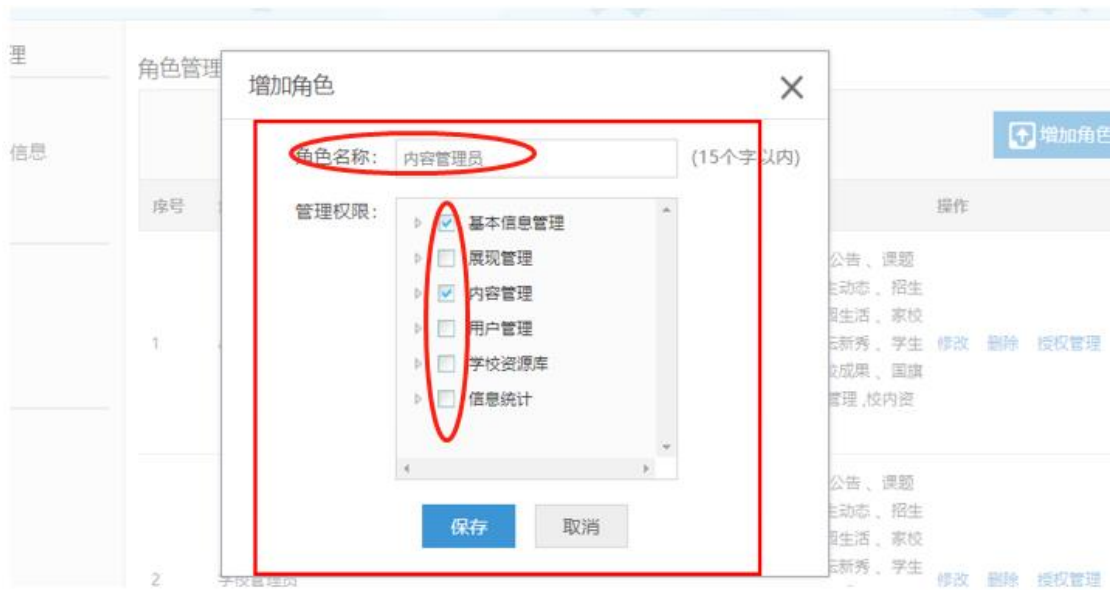 理
角色管理
增加角色
信息
角色名称：
内容管理员
(15个字以内)
增加角色
序号
操作
管理权限：
基本信息管理
展现管理
内容管理
用户管理
学校资源库
信息统计
公告 、课题
动态 、招生
生活 、家校
新秀 、学生
成果 、国旗
管理 ,校内资
1
修改 删除 授权管理
保存
取消
公告 、课题
动态 、招生
生活 、家校
新秀 、学生
2
学校管理员
修改 删除 授权管理